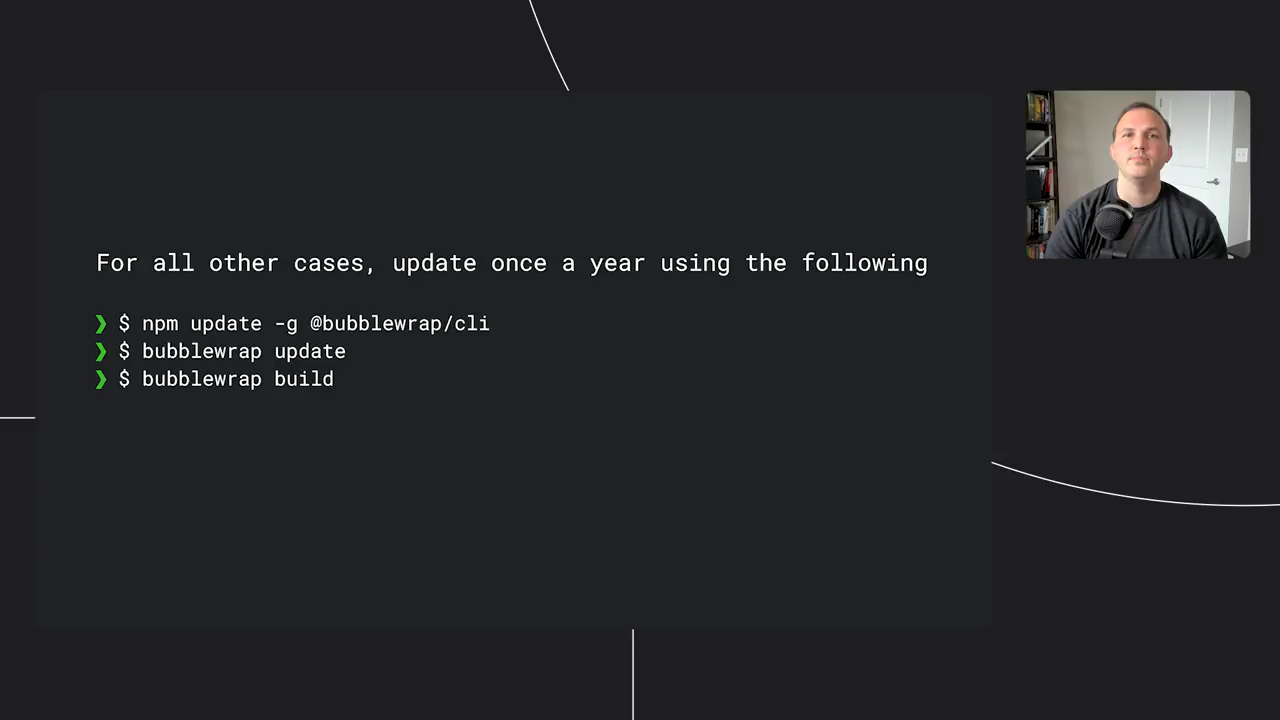 For all other cases, update once a year using the following
❯ $ npm update -g @bubblewrap/cli
❯ $ bubblewrap update
❯ $ bubblewrap build